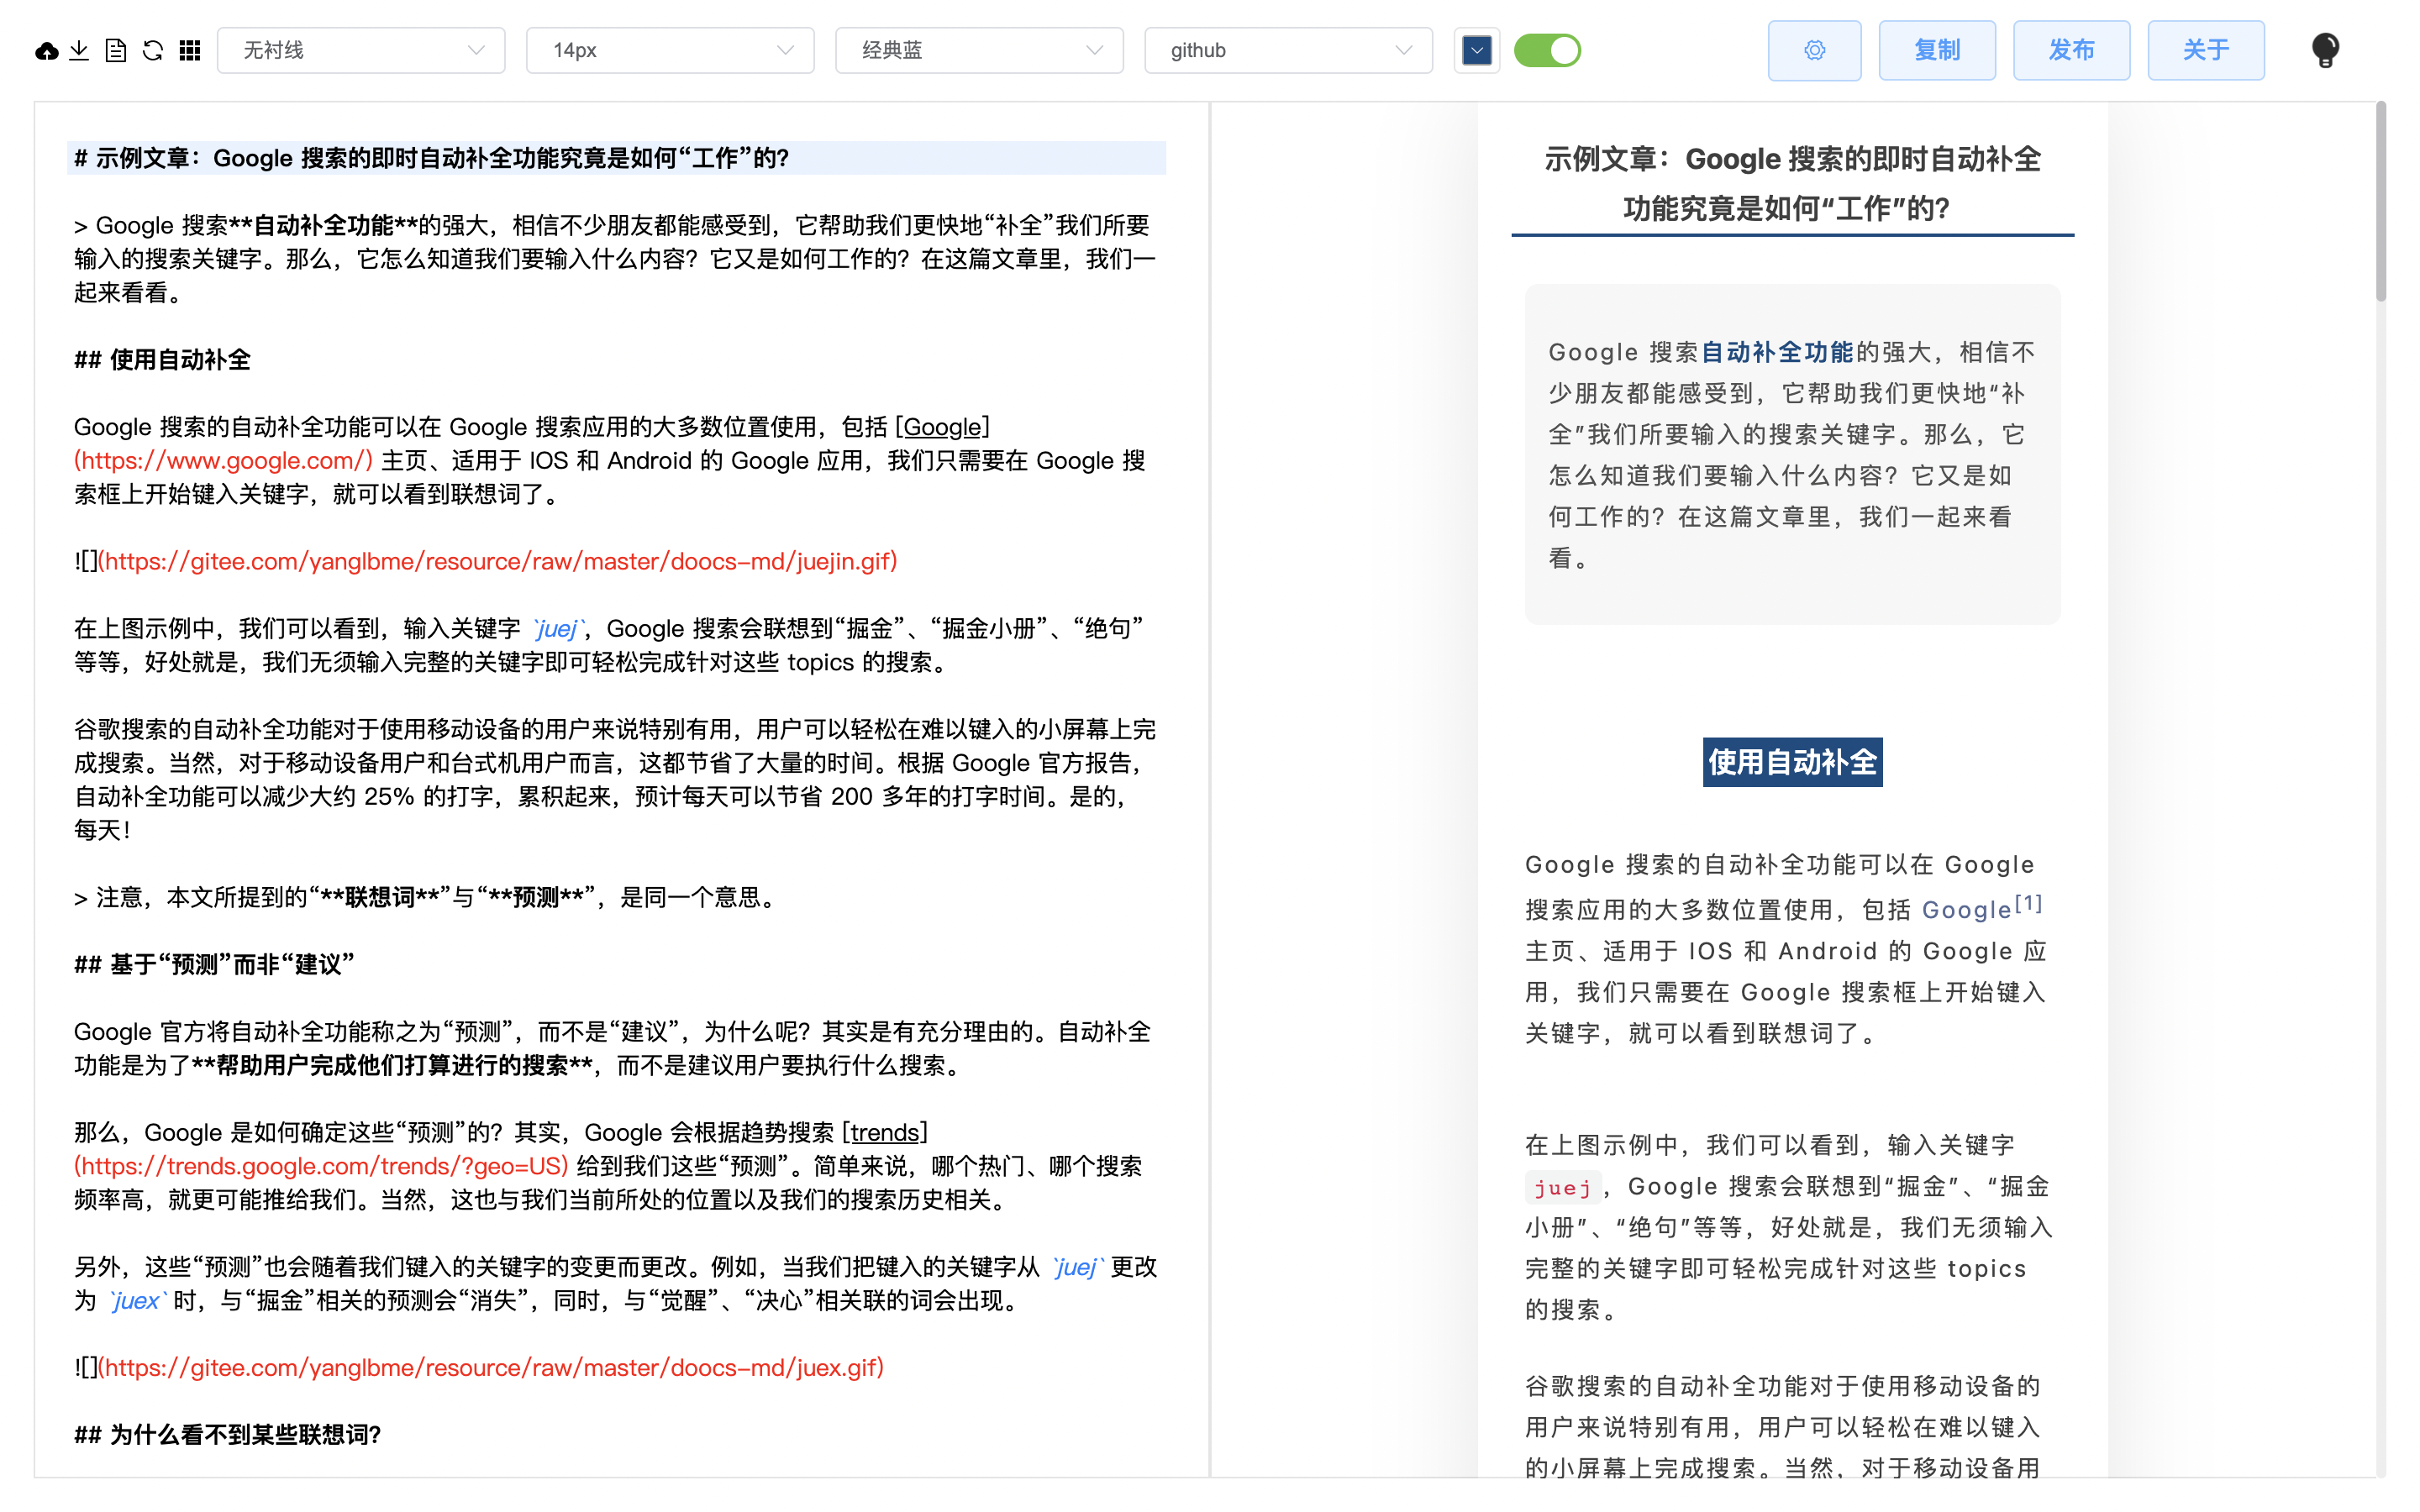 无衬线 14px 经典蓝 github 复制 发布 关于
# 示例文章：Google 搜索的即时自动补全功能究竟是如何“工作”的？
> Google 搜索**自动补全功能**的强大，相信不少朋友都能感受到，它帮助我们更快地“补全”我们所要
输入的搜索关键字。那么，它怎么知道我们要输入什么内容？它又是如何工作的？在这篇文章里，我们一
起来看看。
## 使用自动补全
Google 搜索的自动补全功能可以在 Google 搜索应用的大多数位置使用，包括 [Google]
(https://www.google.com/) 主页、适用于 IOS 和 Android 的 Google 应用，我们只需要在 Google 搜
索框上开始键入关键字，就可以看到联想词了。
![](https://gitee.com/yanglbme/resource/raw/master/doocs-md/juejin.gif)
在上图示例中，我们可以看到，输入关键字 `juej`，Google 搜索会联想到“掘金”、“掘金小册”、“绝句”
等等，好处就是，我们无须输入完整的关键字即可轻松完成针对这些 topics 的搜索。
谷歌搜索的自动补全功能对于使用移动设备的用户来说特别有用，用户可以轻松在难以键入的小屏幕上完
成搜索。当然，对于移动设备用户和台式机用户而言，这都节省了大量的时间。根据 Google 官方报告，
自动补全功能可以减少大约 25% 的打字，累积起来，预计每天可以节省 200 多年的打字时间。是的，
每天！
> 注意，本文所提到的“**联想词**”与“**预测**”，是同一个意思。
## 基于“预测”而非“建议”
Google 官方将自动补全功能称之为“预测”，而不是“建议”，为什么呢？其实是有充分理由的。自动补全
功能是为了**帮助用户完成他们打算进行的搜索**，而不是建议用户要执行什么搜索。
那么，Google 是如何确定这些“预测”的？其实，Google 会根据趋势搜索 [trends]
(https://trends.google.com/trends/?geo=US) 给到我们这些“预测”。简单来说，哪个热门、哪个搜索
频率高，就更可能推给我们。当然，这也与我们当前所处的位置以及我们的搜索历史相关。
另外，这些“预测”也会随着我们键入的关键字的变更而更改。例如，当我们把键入的关键字从 `juej` 更改
为 `juex` 时，与“掘金”相关的预测会“消失”，同时，与“觉醒”、“决心”相关联的词会出现。
![](https://gitee.com/yanglbme/resource/raw/master/doocs-md/juex.gif)
## 为什么看不到某些联想词？
示例文章：Google 搜索的即时自动补全
功能究竟是如何“工作”的？
Google 搜索自动补全功能的强大，相信不
少朋友都能感受到，它帮助我们更快地“补
全”我们所要输入的搜索关键字。那么，它
怎么知道我们要输入什么内容？它又是如
何工作的？在这篇文章里，我们一起来看
看。
使用自动补全
Google 搜索的自动补全功能可以在 Google
搜索应用的大多数位置使用，包括 Google[1]
主页、适用于 IOS 和 Android 的 Google 应
用，我们只需要在 Google 搜索框上开始键入
关键字，就可以看到联想词了。
在上图示例中，我们可以看到，输入关键字
juej，Google 搜索会联想到“掘金”、“掘金
小册”、“绝句”等等，好处就是，我们无须输入
完整的关键字即可轻松完成针对这些 topics
的搜索。
谷歌搜索的自动补全功能对于使用移动设备的
用户来说特别有用，用户可以轻松在难以键入
的小屏幕上完成搜索。当然，对于移动设备用